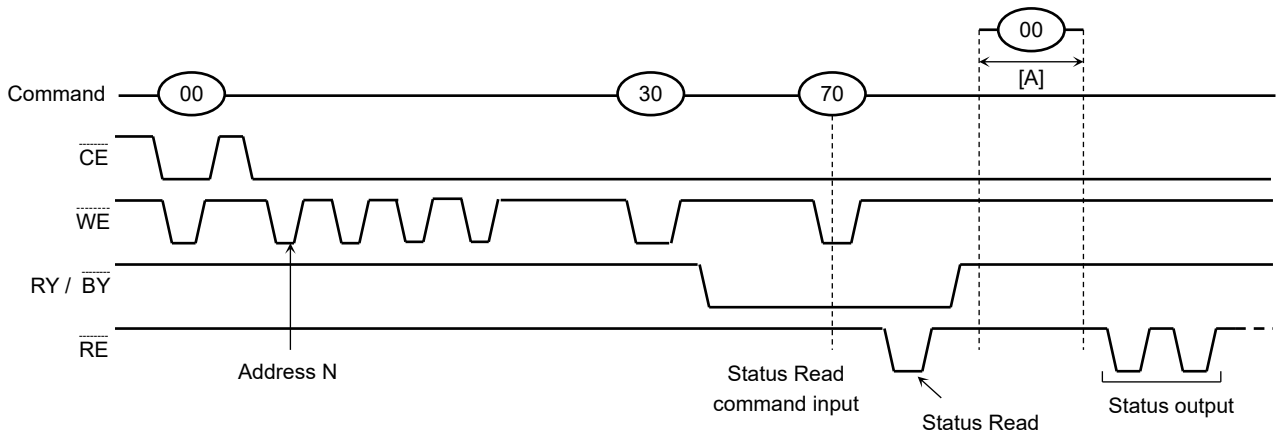 00
[A]
Command 00 30 70
CE
WE
RY / BY
RE
Address N
Status Read
command input
Status Read
Status output